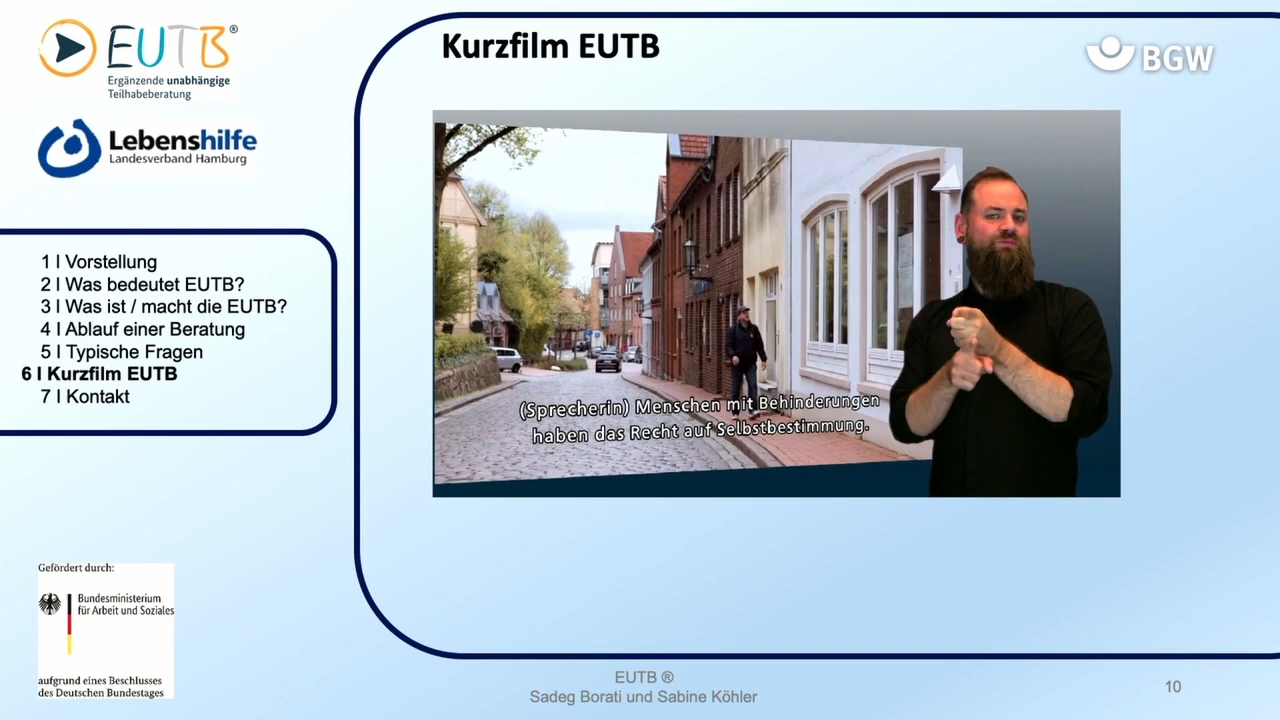 EUTB®
Ergänzende unabhängige
Teilhabeberatung
Lebenshilfe
Landesverband Hamburg
1 I Vorstellung
2 I Was bedeutet EUTB?
3 I Was ist / macht die EUTB?
4 I Ablauf einer Beratung
5 I Typische Fragen
6 I Kurzfilm EUTB
7 I Kontakt
Gefördert durch:
Bundesministerium
für Arbeit und Soziales
aufgrund eines Beschlusses
des Deutschen Bundestages
Kurzfilm EUTB
BGW
(Sprecherin) Menschen mit Behinderungen
haben das Recht auf Selbstbestimmung.
EUTB ®
Sadeg Borati und Sabine Köhler
10